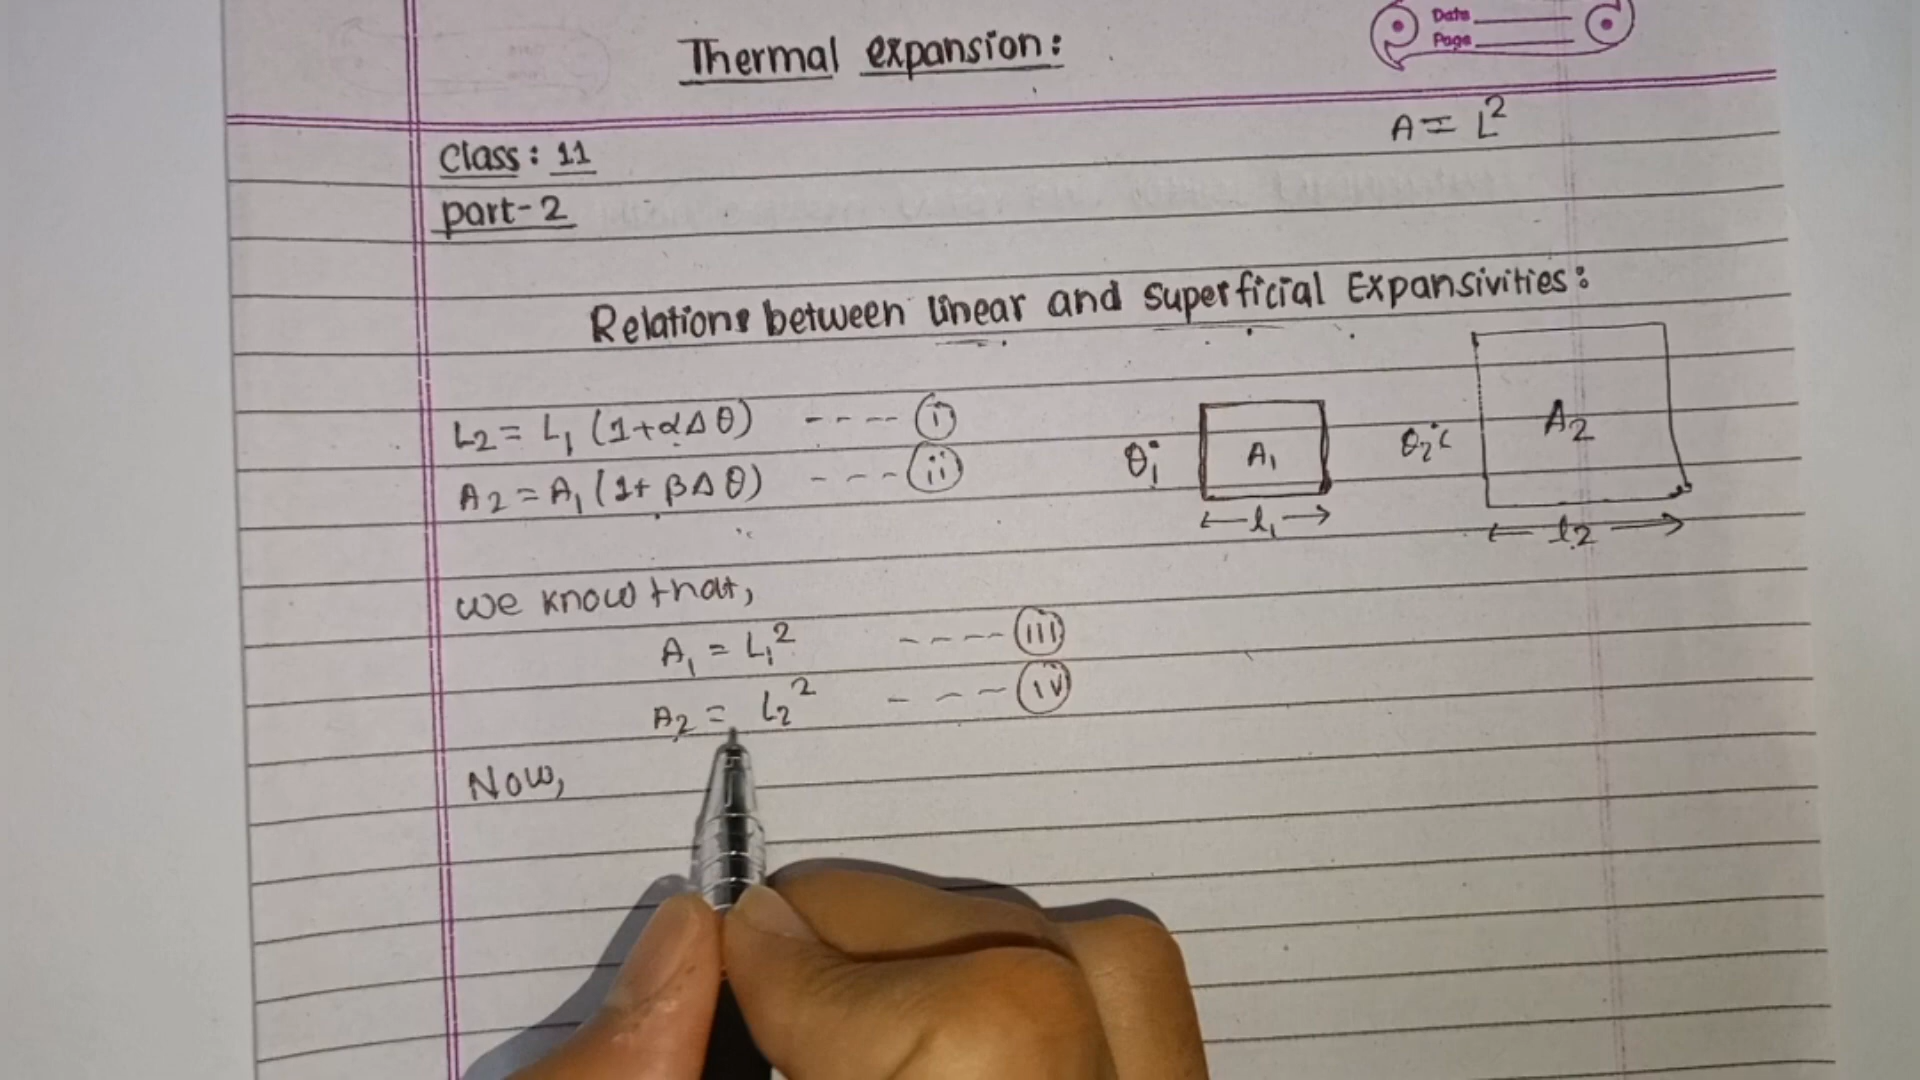 Date
Page
Thermal expansion:
A = L²
Class: 11
part-2
Relations between linear and superficial Expansivities:
L₂ = L₁ (1+αΔθ) ---- (i)
A₂ = A₁ (1+ βΔθ) --- (ii)
θ₁°
A₁
l₁
θ₂°c
A₂
l₂
we know that,
A₁ = L₁² ---- (iii)
A₂ = L₂² --- (iv)
Now,